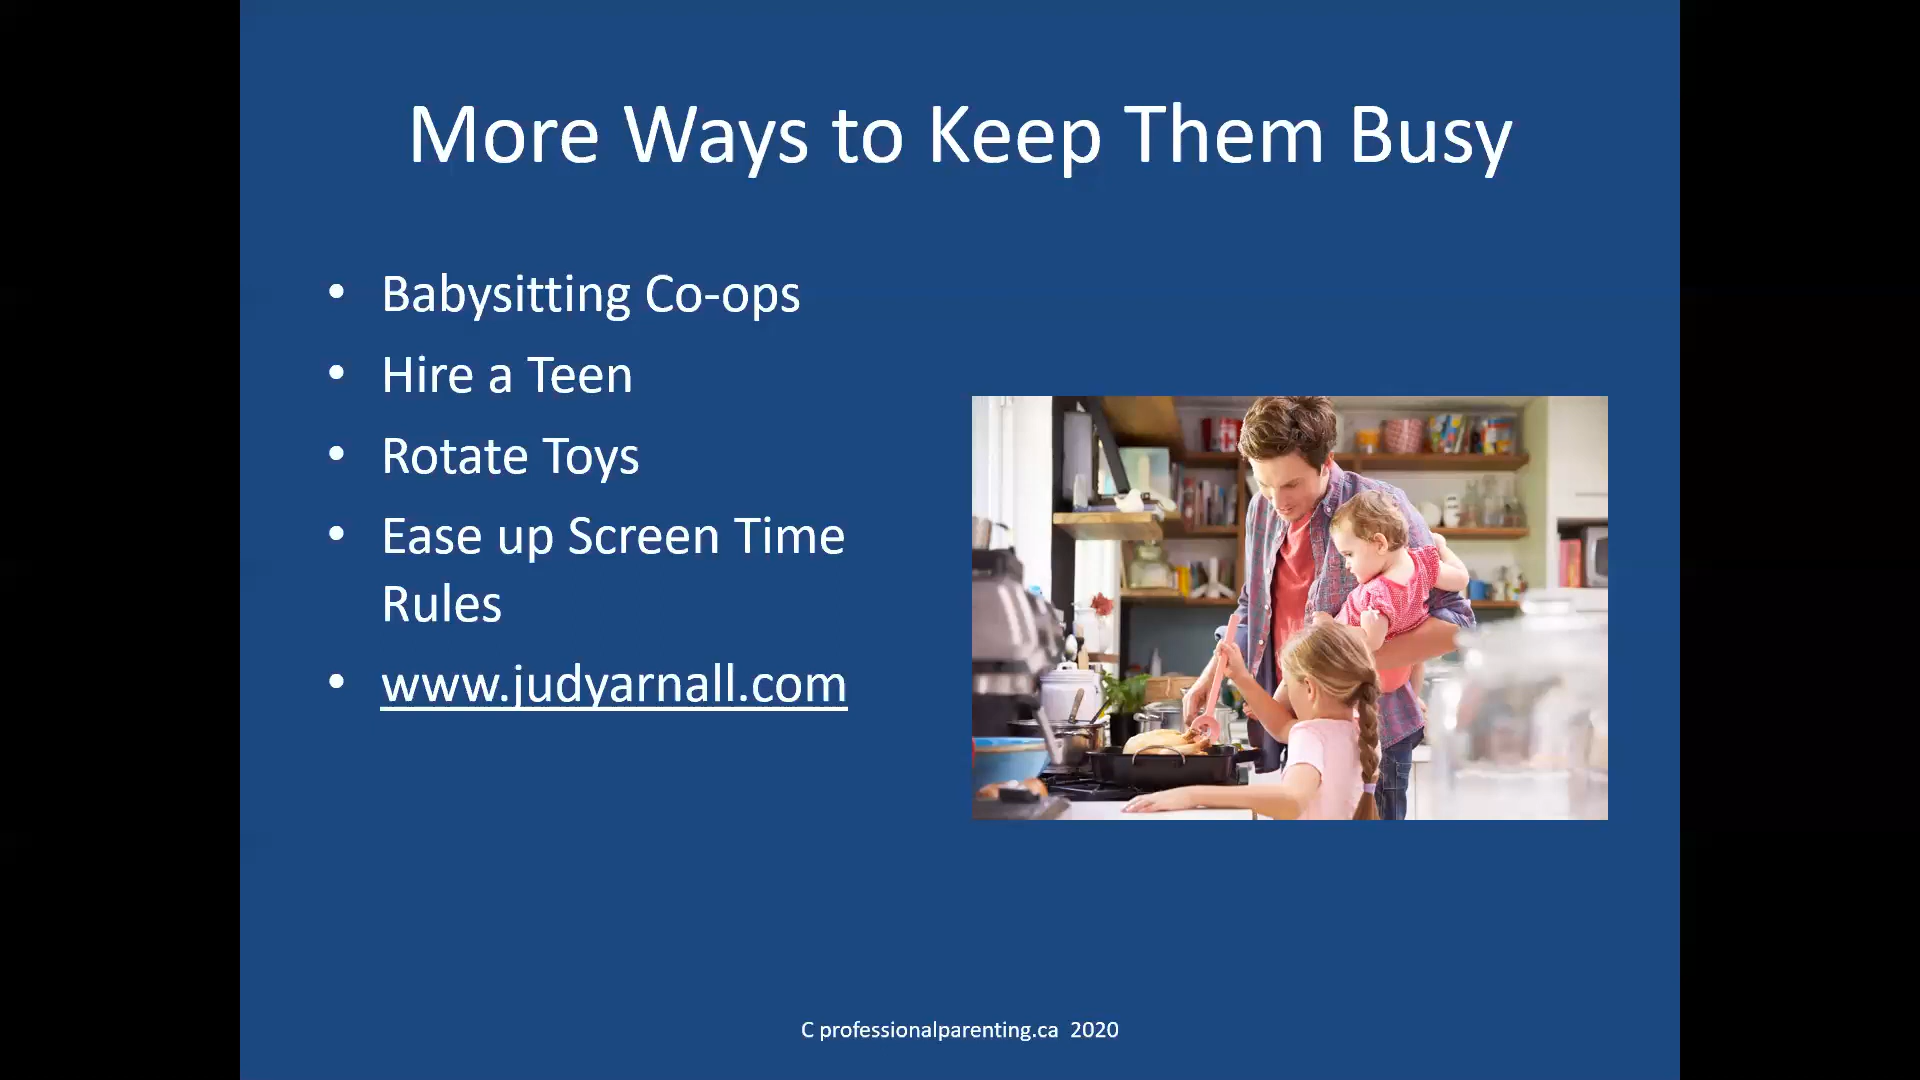 More Ways to Keep Them Busy
• Babysitting Co-ops
• Hire a Teen
• Rotate Toys
• Ease up Screen Time
Rules
• www.judyarnall.com
C professionalparenting.ca 2020